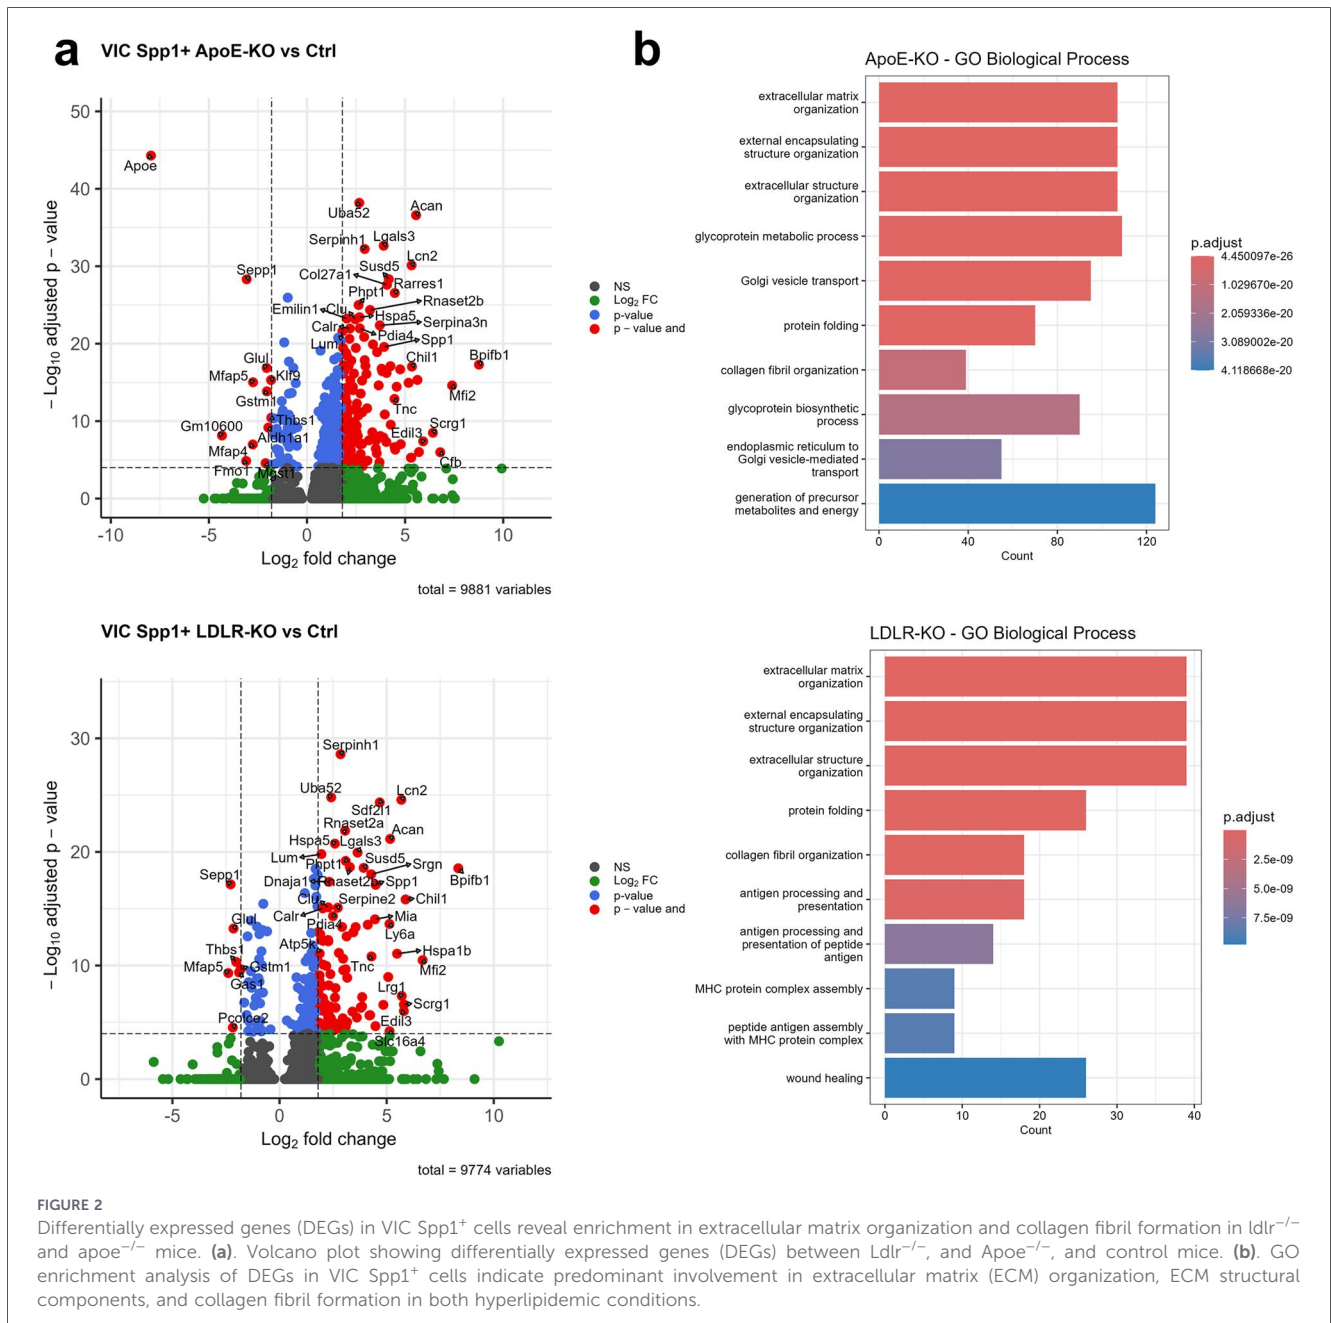 a
VIC Spp1+ ApoE-KO vs Ctrl
50
40
30
20
10
0
-10
-5
0
5
10
− Log10 adjusted p − value
Log2 fold change
total = 9881 variables
Apoe
Uba52
Acan
Serpinh1
Lgals3
Lcn2
Sepp1
Col27a1
Susd5
Rarres1
Phpt1
Rnaset2b
Emilin1
Clu
Hspa5
Serpina3n
Calr
Pdia4
Spp1
Lum
Chil1
Bpifb1
Glul
Mfap5
Klf9
Mfi2
Gstm1
Tnc
Thbs1
Scrg1
Gm10600
Edil3
Aldh1a1
Mfap4
Cfb
Fmo1
Mgst1
NS
Log2 FC
p-value
p − value and
b
ApoE-KO - GO Biological Process
extracellular matrix
organization
external encapsulating
structure organization
extracellular structure
organization
glycoprotein metabolic process
Golgi vesicle transport
protein folding
collagen fibril organization
glycoprotein biosynthetic
process
endoplasmic reticulum to
Golgi vesicle-mediated
transport
generation of precursor
metabolites and energy
0
40
80
120
Count
p.adjust
4.450097e-26
1.029670e-20
2.059336e-20
3.089002e-20
4.118668e-20
VIC Spp1+ LDLR-KO vs Ctrl
30
20
10
0
-5
0
5
10
− Log10 adjusted p − value
Log2 fold change
total = 9774 variables
Serpinh1
Uba52
Lcn2
Sdf2l1
Rnaset2a
Acan
Hspa5
Lgals3
Lum
Phpt1
Susd5
Srgn
Sepp1
Dnaja1
Rnaset2b
Spp1
Bpifb1
Clu
Serpine2
Chil1
Calr
Pdia4
Mia
Glul
Ly6a
Atp5k
Hspa1b
Thbs1
Mfap5
Gstm1
Tnc
Mfi2
Gas1
Lrg1
Scrg1
Pcolce2
Edil3
Slc16a4
NS
Log2 FC
p-value
p − value and
LDLR-KO - GO Biological Process
extracellular matrix
organization
external encapsulating
structure organization
extracellular structure
organization
protein folding
collagen fibril organization
antigen processing and
presentation
antigen processing and
presentation of peptide
antigen
MHC protein complex assembly
peptide antigen assembly
with MHC protein complex
wound healing
0
10
20
30
40
Count
p.adjust
2.5e-09
5.0e-09
7.5e-09
FIGURE 2
Differentially expressed genes (DEGs) in VIC Spp1+ cells reveal enrichment in extracellular matrix organization and collagen fibril formation in ldlr−/−
and apoe−/− mice. (a). Volcano plot showing differentially expressed genes (DEGs) between Ldlr−/−, and Apoe−/−, and control mice. (b). GO
enrichment analysis of DEGs in VIC Spp1+ cells indicate predominant involvement in extracellular matrix (ECM) organization, ECM structural
components, and collagen fibril formation in both hyperlipidemic conditions.